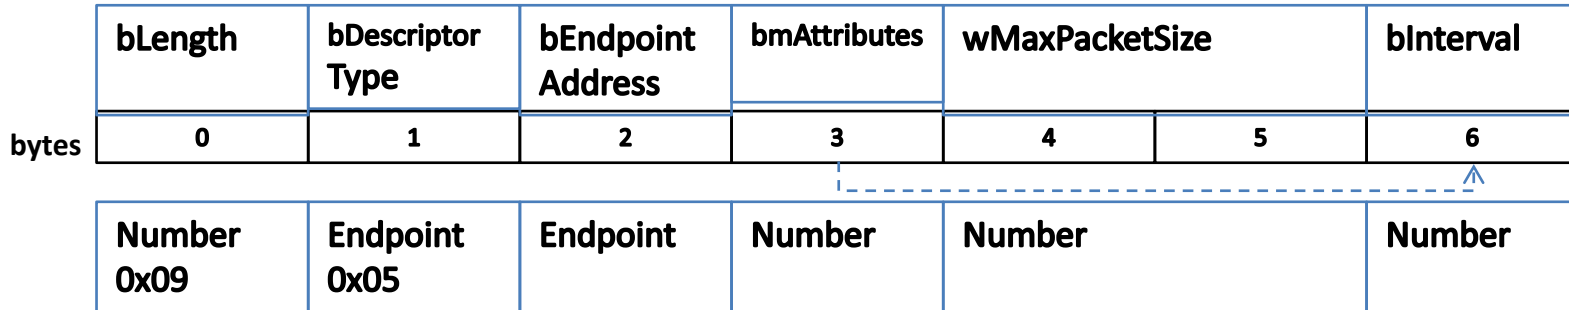 bLength bDescriptor bEndpoint bmAttributes wMaxPacketSize bInterval
Type Address
bytes 0 1 2 3 4 5 6
Number Endpoint Endpoint Number Number Number
0x09 0x05